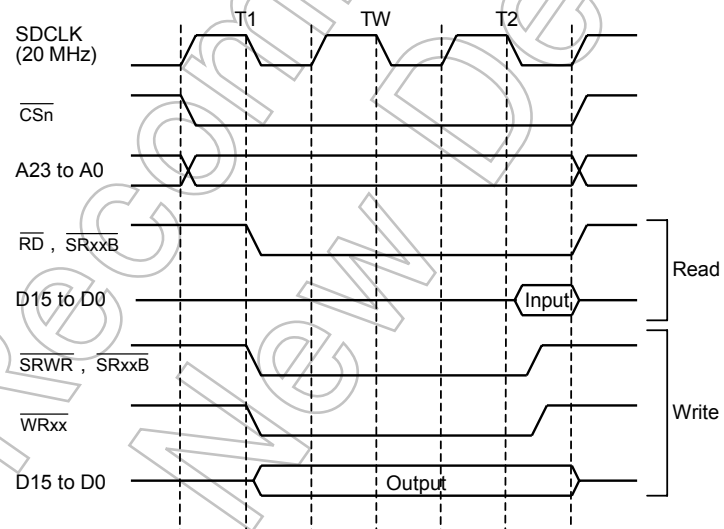 T1 TW T2
SDCLK
(20 MHz)
CSn
A23 to A0
RD , SRxxB
Read
D15 to D0 Input
SRWR , SRxxB
Write
WRxx
D15 to D0 Output